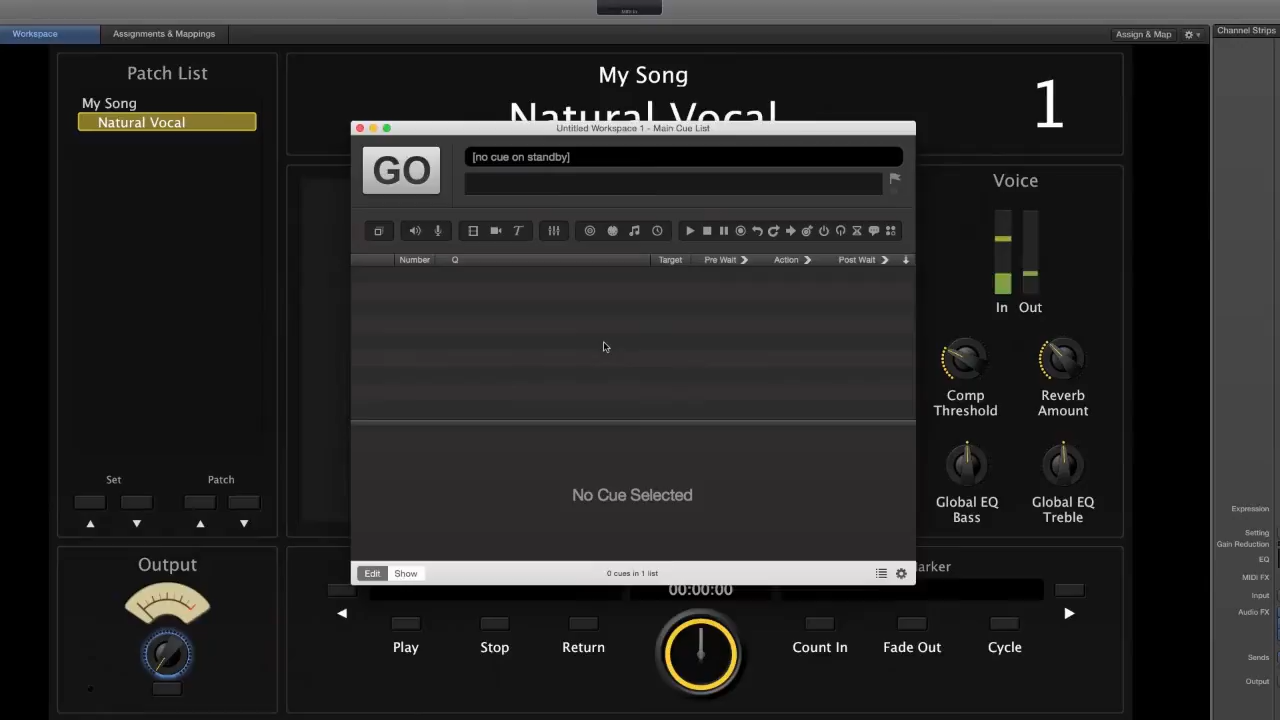 Workspace
Assignments & Mappings
Assign & Map
Channel Strips
Patch List
My Song
Natural Vocal
My Song
Natural Vocal
1
Untitled Workspace 1 - Main Cue List
GO
[no cue on standby]
Number
Q
Target
Pre Wait
Action
Post Wait
No Cue Selected
Edit
Show
0 cues in 1 list
Voice
In
Out
Comp
Threshold
Reverb
Amount
Global EQ
Bass
Global EQ
Treble
Set
Patch
Output
00:00:00
Play
Stop
Return
Count In
Fade Out
Cycle
Expression
Setting
Gain Reduction
EQ
MIDI FX
Input
Audio FX
Sends
Output